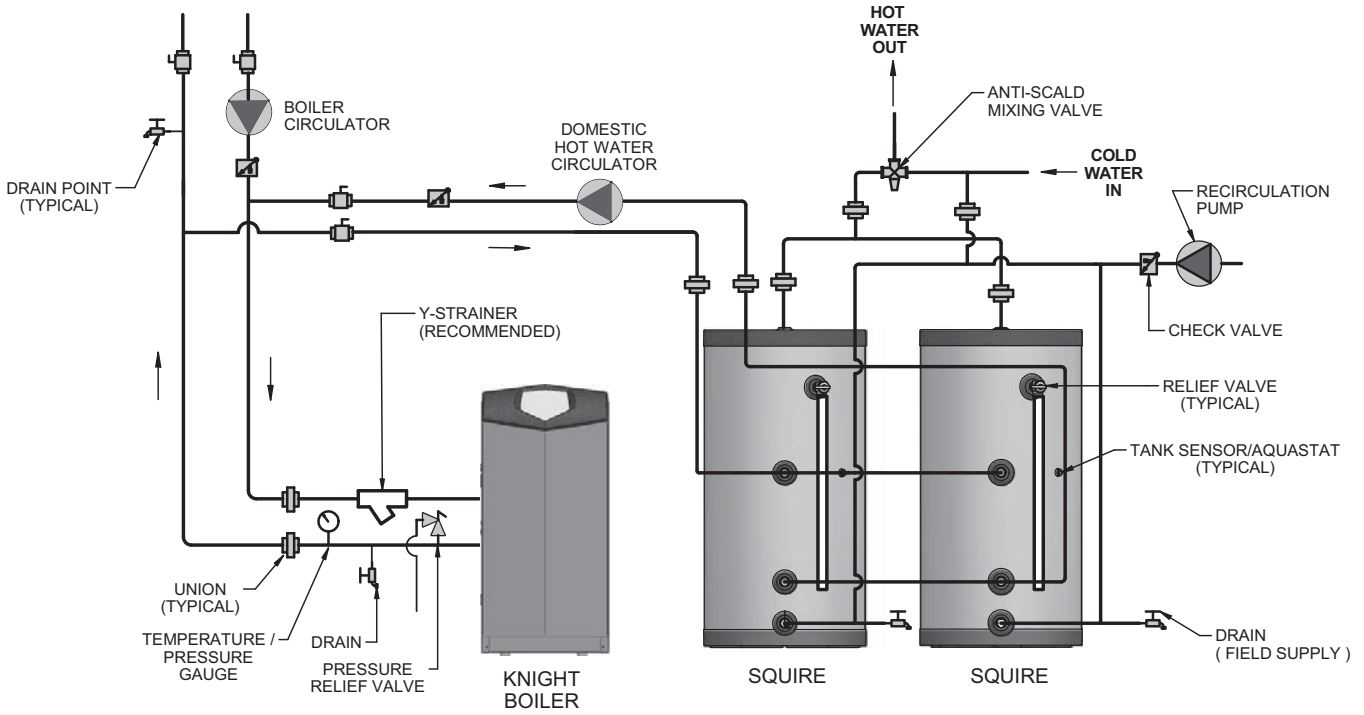 HOT
WATER
OUT
ANTI-SCALD
MIXING VALVE
BOILER
CIRCULATOR
DOMESTIC
HOT WATER
CIRCULATOR
COLD
WATER
IN
DRAIN POINT
(TYPICAL)
RECIRCULATION
PUMP
Y-STRAINER
(RECOMMENDED)
CHECK VALVE
RELIEF VALVE
(TYPICAL)
TANK SENSOR/AQUASTAT
(TYPICAL)
UNION
(TYPICAL)
TEMPERATURE /
PRESSURE
GAUGE
DRAIN
PRESSURE
RELIEF VALVE
KNIGHT
BOILER
SQUIRE
SQUIRE
DRAIN
( FIELD SUPPLY )